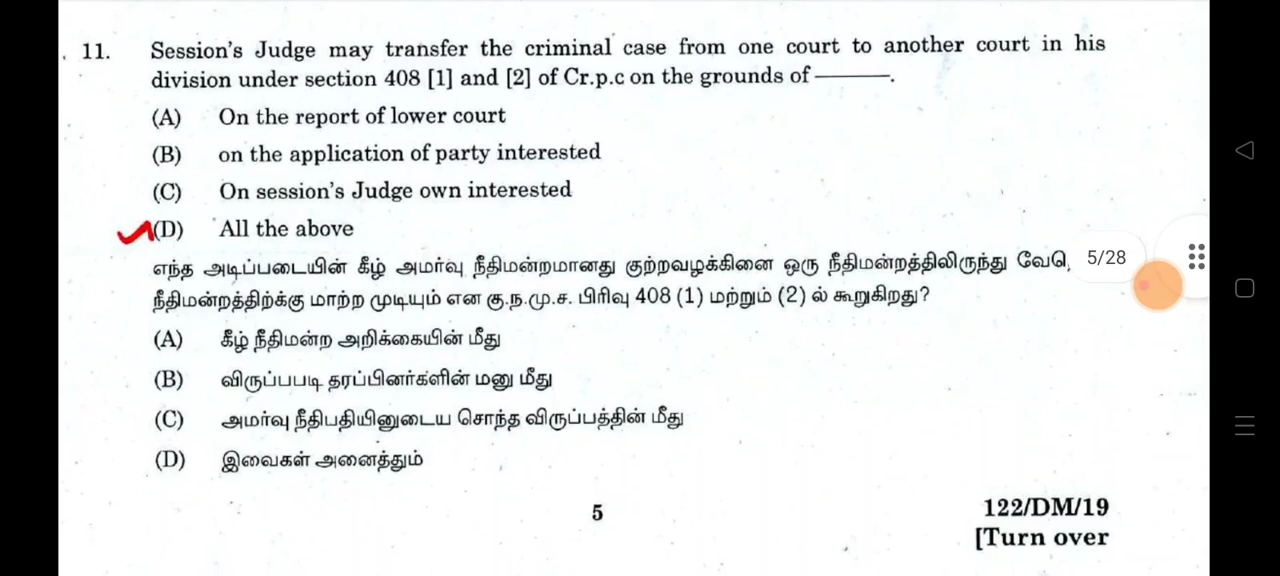 11. Session's Judge may transfer the criminal case from one court to another court in his
division under section 408 [1] and [2] of Cr.p.c on the grounds of ———.
(A) On the report of lower court
(B) on the application of party interested
(C) On session's Judge own interested
(D) All the above
எந்த அடிப்படையின் கீழ் அமர்வு நீதிமன்றமானது குற்றவழக்கினை ஒரு நீதிமன்றத்திலிருந்து
நீதிமன்றத்திற்க்கு மாற்ற முடியும் என கு.ந.மு.ச. பிரிவு 408 (1) மற்றும் (2) ல் கூறுகிறது?
(A) கீழ் நீதிமன்ற அறிக்கையின் மீது
(B) விருப்பபடி தரப்பினர்களின் மனு மீது
(C) அமர்வு நீதிபதியினுடைய சொந்த விருப்பத்தின் மீது
(D) இவைகள் அனைத்தும்
5/28
5
122/DM/19
[Turn over